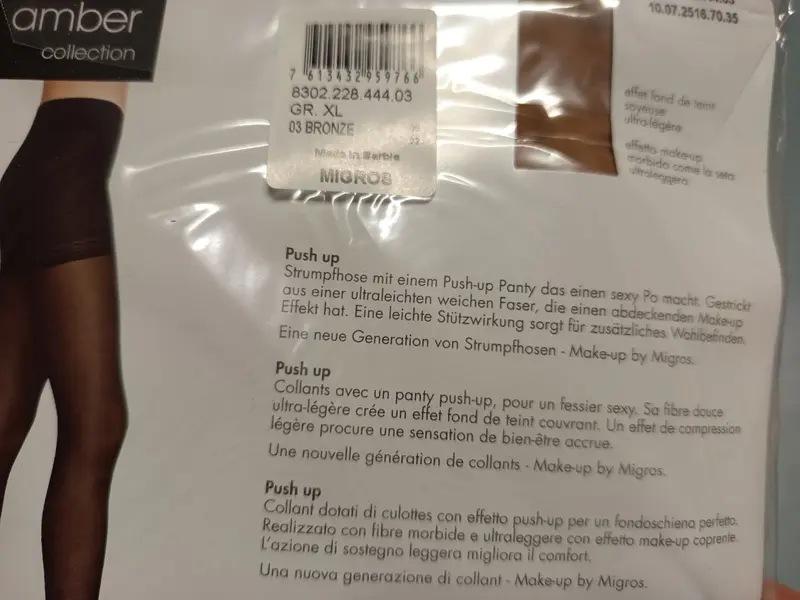 amber
collection
7 613432 959766
8302.228.444.03
GR. XL
03 BRONZE
Made in Serbie
MIGROS
10.07.2516.70.35
effet fond de teint
soyeuse
ultra-légère
effetto make-up
morbido come la seta
ultraleggera
Push up
Strumpfhose mit einem Push-up Panty das einen sexy Po macht. Gestrickt
aus einer ultraleichten weichen Faser, die einen abdeckenden Make-up
Effekt hat. Eine leichte Stützwirkung sorgt für zusätzliches Wohlbefinden.
Eine neue Generation von Strumpfhosen - Make-up by Migros.
Push up
Collants avec un panty push-up, pour un fessier sexy. Sa fibre douce
ultra-légère crée un effet fond de teint couvrant. Un effet de compression
légère procure une sensation de bien-être accrue.
Une nouvelle génération de collants - Make-up by Migros.
Push up
Collant dotati di culottes con effetto push-up per un fondoschiena perfetto.
Realizzato con fibre morbide e ultraleggere con effetto make-up coprente.
L'azione di sostegno leggera migliora il comfort.
Una nuova generazione di collant - Make-up by Migros.